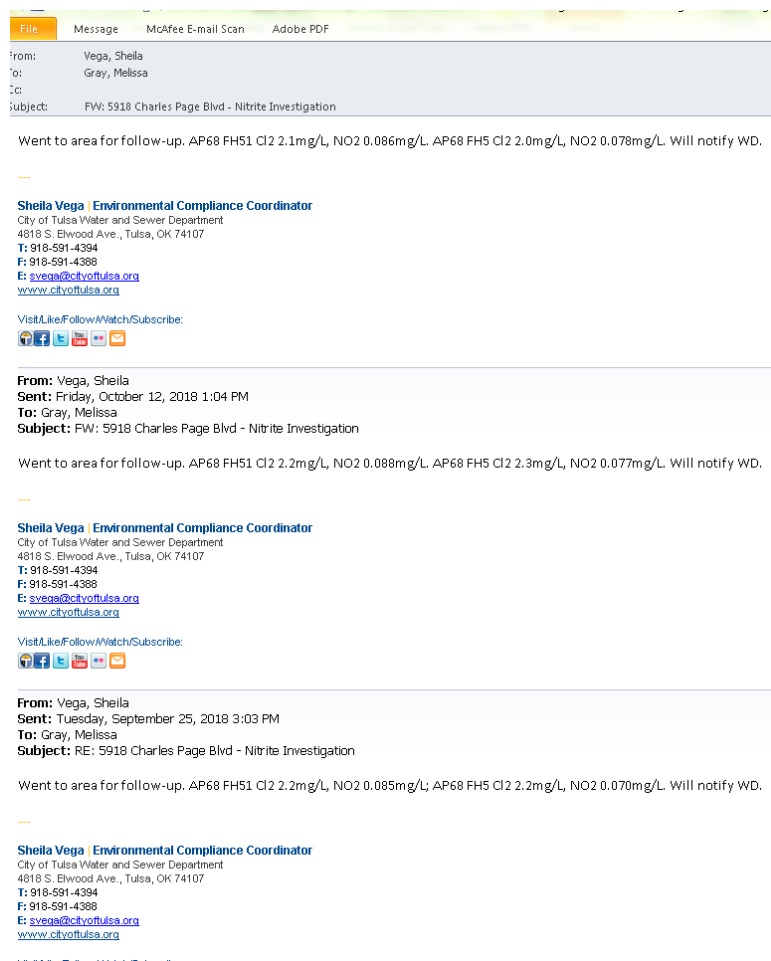 File Message McAfee E-mail Scan Adobe PDF
From: Vega, Sheila
To: Gray, Melissa
Cc:
Subject: FW: 5918 Charles Page Blvd - Nitrite Investigation
Went to area for follow-up. AP68 FH51 Cl2 2.1mg/L, NO2 0.086mg/L. AP68 FH5 Cl2 2.0mg/L, NO2 0.078mg/L. Will notify WD.
---
Sheila Vega | Environmental Compliance Coordinator
City of Tulsa Water and Sewer Department
4818 S. Elwood Ave., Tulsa, OK 74107
T: 918-591-4394
F: 918-591-4388
E: svega@cityoftulsa.org
www.cityoftulsa.org
Visit/Like/Follow/Watch/Subscribe:
You Tube
From: Vega, Sheila
Sent: Friday, October 12, 2018 1:04 PM
To: Gray, Melissa
Subject: FW: 5918 Charles Page Blvd - Nitrite Investigation
Went to area for follow-up. AP68 FH51 Cl2 2.2mg/L, NO2 0.088mg/L. AP68 FH5 Cl2 2.3mg/L, NO2 0.077mg/L. Will notify WD.
---
Sheila Vega | Environmental Compliance Coordinator
City of Tulsa Water and Sewer Department
4818 S. Elwood Ave., Tulsa, OK 74107
T: 918-591-4394
F: 918-591-4388
E: svega@cityoftulsa.org
www.cityoftulsa.org
Visit/Like/Follow/Watch/Subscribe:
You Tube
From: Vega, Sheila
Sent: Tuesday, September 25, 2018 3:03 PM
To: Gray, Melissa
Subject: RE: 5918 Charles Page Blvd - Nitrite Investigation
Went to area for follow-up. AP68 FH51 Cl2 2.2mg/L, NO2 0.085mg/L; AP68 FH5 Cl2 2.2mg/L, NO2 0.070mg/L. Will notify WD.
---
Sheila Vega | Environmental Compliance Coordinator
City of Tulsa Water and Sewer Department
4818 S. Elwood Ave., Tulsa, OK 74107
T: 918-591-4394
F: 918-591-4388
E: svega@cityoftulsa.org
www.cityoftulsa.org